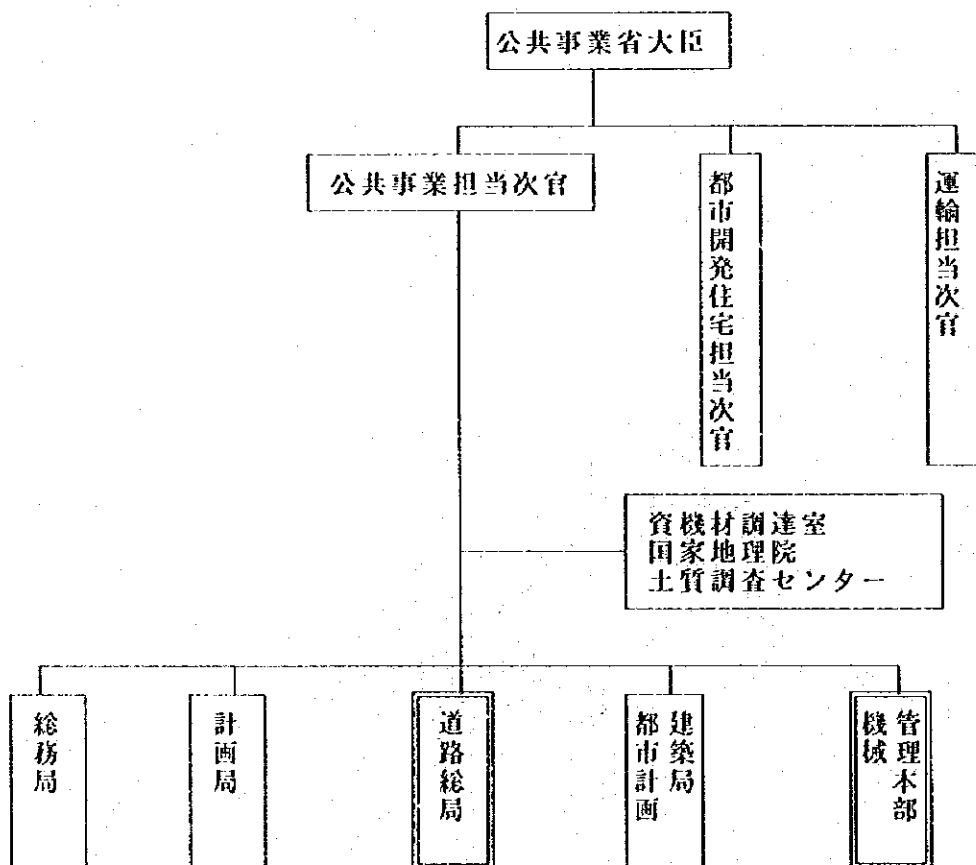 公共事業省大臣
公共事業担当次官
都市開発住宅担当次官
運輸担当次官
資機材調達室
国家地理院
土質調査センター
総務局
計画局
道路総局
建築局
都市計画
管理本部
機械